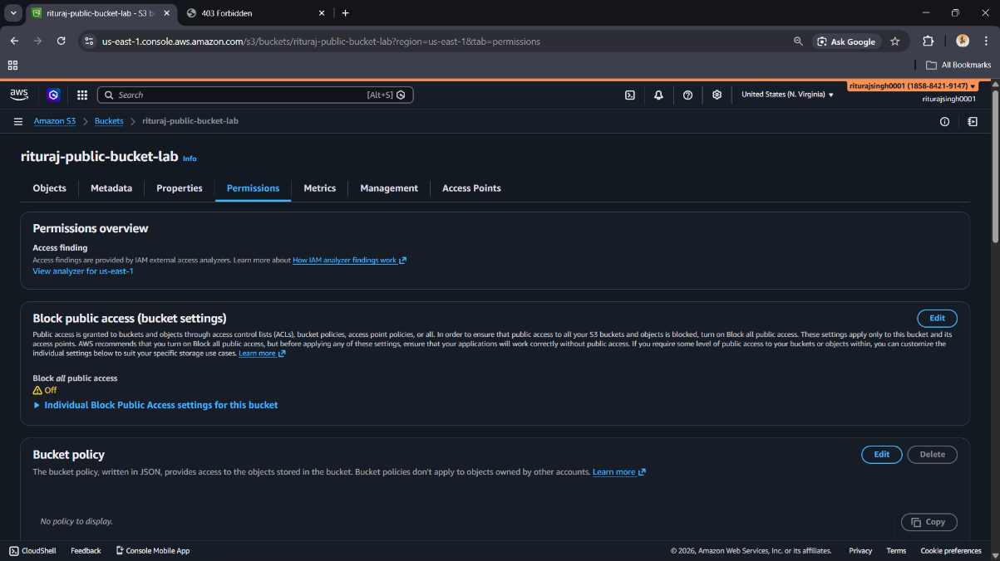 rituraj-public-bucket-lab - S3 bu
403 Forbidden
us-east-1.console.aws.amazon.com/s3/buckets/rituraj-public-bucket-lab?region=us-east-1&tab=permissions
Ask Google
All Bookmarks
aws
Search
[Alt+S]
United States (N. Virginia)
riturajsingh0001 (1858-8421-9147)
riturajsingh0001
Amazon S3
Buckets
rituraj-public-bucket-lab
rituraj-public-bucket-lab Info
Objects
Metadata
Properties
Permissions
Metrics
Management
Access Points
Permissions overview
Access finding
Access findings are provided by IAM external access analyzers. Learn more about How IAM analyzer findings work
View analyzer for us-east-1
Block public access (bucket settings)
Edit
Public access is granted to buckets and objects through access control lists (ACLs), bucket policies, access point policies, or all. In order to ensure that public access to all your S3 buckets and objects is blocked, turn on Block all public access. These settings apply only to this bucket and its
access points. AWS recommends that you turn on Block all public access, but before applying any of these settings, ensure that your applications will work correctly without public access. If you require some level of public access to your buckets or objects within, you can customize the
individual settings below to suit your specific storage use cases. Learn more
Block all public access
Off
Individual Block Public Access settings for this bucket
Bucket policy
Edit
Delete
The bucket policy, written in JSON, provides access to the objects stored in the bucket. Bucket policies don't apply to objects owned by other accounts. Learn more
No policy to display.
Copy
CloudShell
Feedback
Console Mobile App
© 2026, Amazon Web Services, Inc. or its affiliates.
Privacy
Terms
Cookie preferences